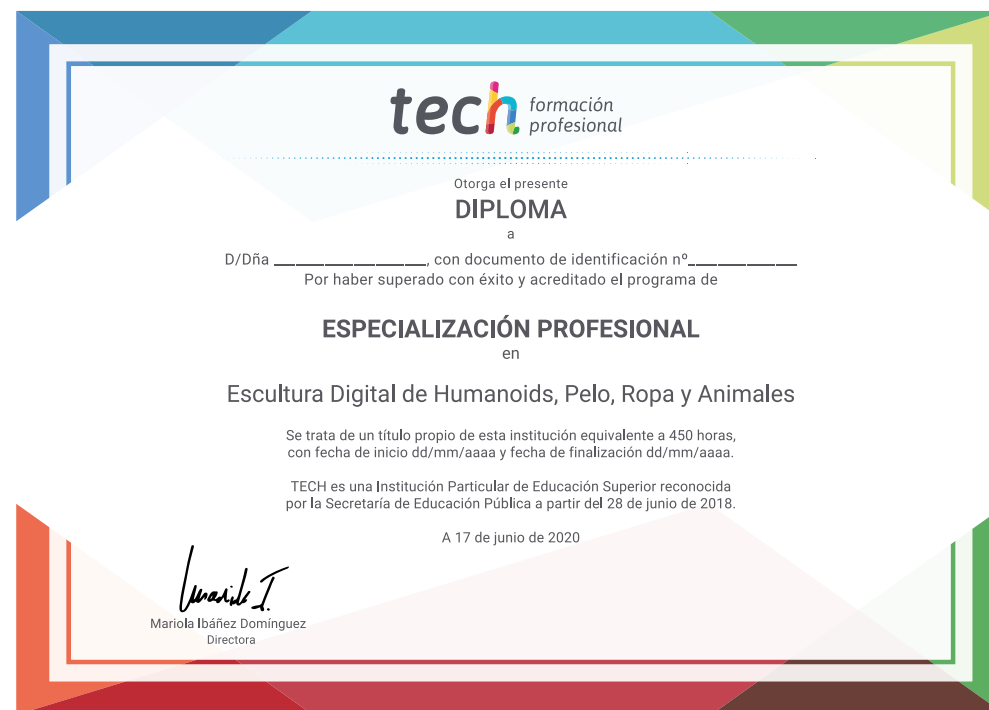 tech formación
profesional
Otorga el presente
DIPLOMA
a
D/Dña ______________, con documento de identificación nº__________
Por haber superado con éxito y acreditado el programa de
ESPECIALIZACIÓN PROFESIONAL
en
Escultura Digital de Humanoids, Pelo, Ropa y Animales
Se trata de un título propio de esta institución equivalente a 450 horas,
con fecha de inicio dd/mm/aaaa y fecha de finalización dd/mm/aaaa.
TECH es una Institución Particular de Educación Superior reconocida
por la Secretaría de Educación Pública a partir del 28 de junio de 2018.
A 17 de junio de 2020
Mariola Ibáñez Domínguez
Directora